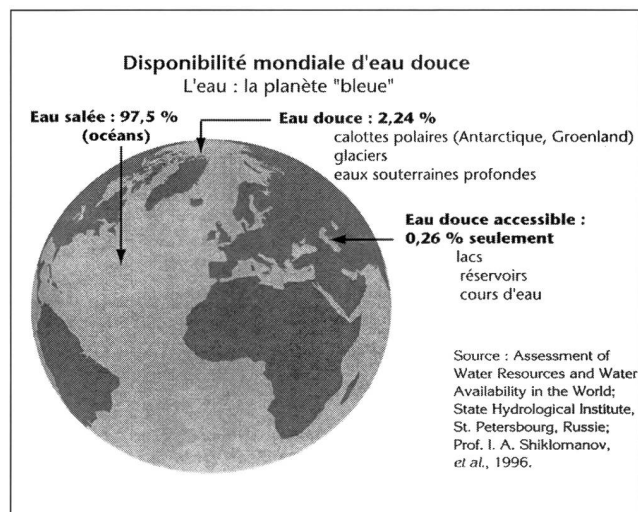 Disponibilité mondiale d'eau douce
L'eau : la planète "bleue"
Eau salée : 97,5 %
(océans)
Eau douce : 2,24 %
calottes polaires (Antarctique, Groenland)
glaciers
eaux souterraines profondes
Eau douce accessible :
0,26 % seulement
lacs
réservoirs
cours d'eau
Source : Assessment of
Water Resources and Water
Availability in the World;
State Hydrological Institute,
St. Petersbourg, Russie;
Prof. I. A. Shiklomanov,
et al., 1996.